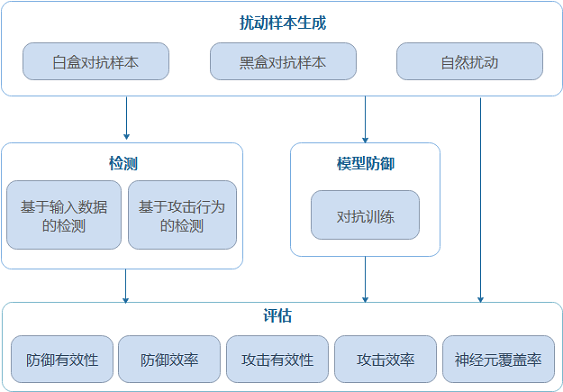 扰动样本生成
白盒对抗样本
黑盒对抗样本
自然扰动
检测
基于输入数据
的检测
基于攻击行为
的检测
模型防御
对抗训练
评估
防御有效性
防御效率
攻击有效性
攻击效率
神经元覆盖率